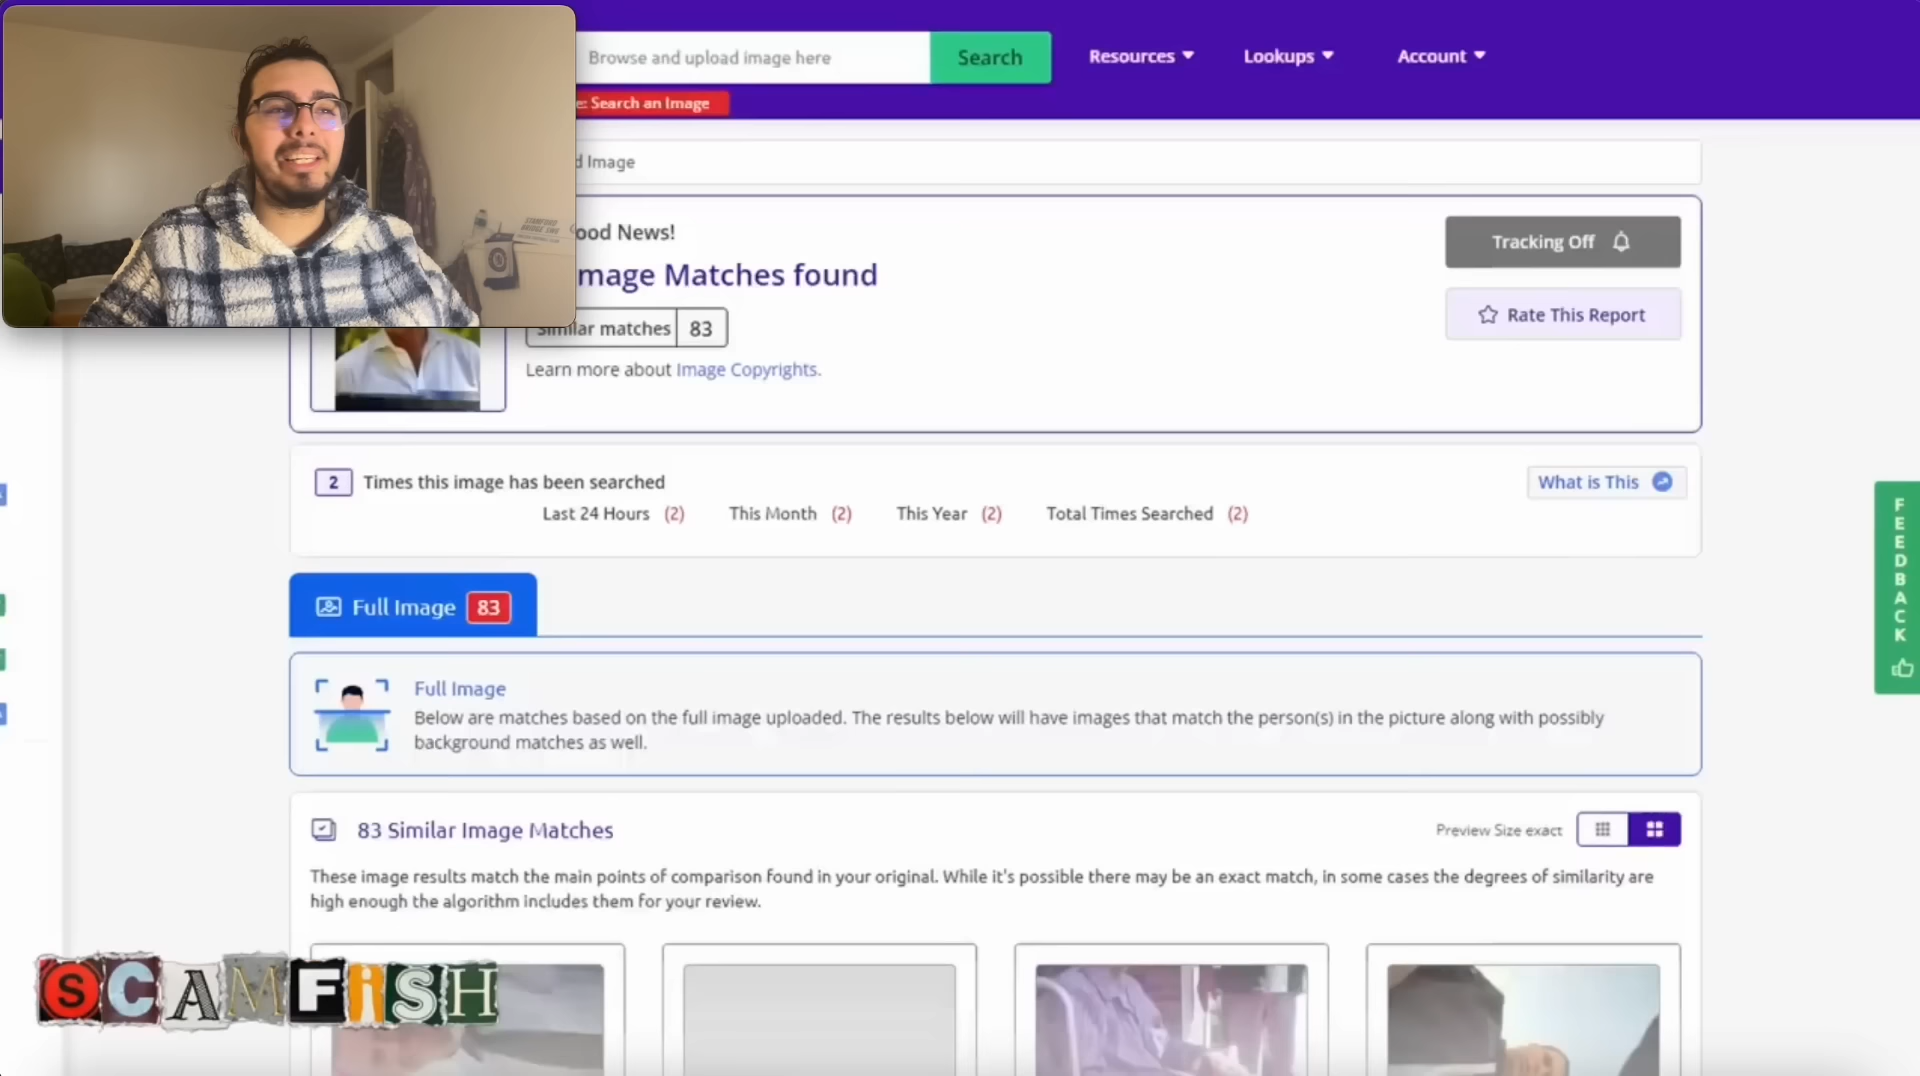 Browse and upload image here
Search
Resources
Lookups
Account
e: Search an Image
d Image
ood News!
mage Matches found
Tracking Off
Rate This Report
Similar matches 83
Learn more about Image Copyrights.
STAMFORD
BRIDGE SW6
2 Times this image has been searched
What is This
Last 24 Hours (2) This Month (2) This Year (2) Total Times Searched (2)
Full Image 83
Full Image
Below are matches based on the full image uploaded. The results below will have images that match the person(s) in the picture along with possibly
background matches as well.
83 Similar Image Matches
Preview Size exact
These image results match the main points of comparison found in your original. While it's possible there may be an exact match, in some cases the degrees of similarity are
high enough the algorithm includes them for your review.
FEEDBACK
SCAMFiSH